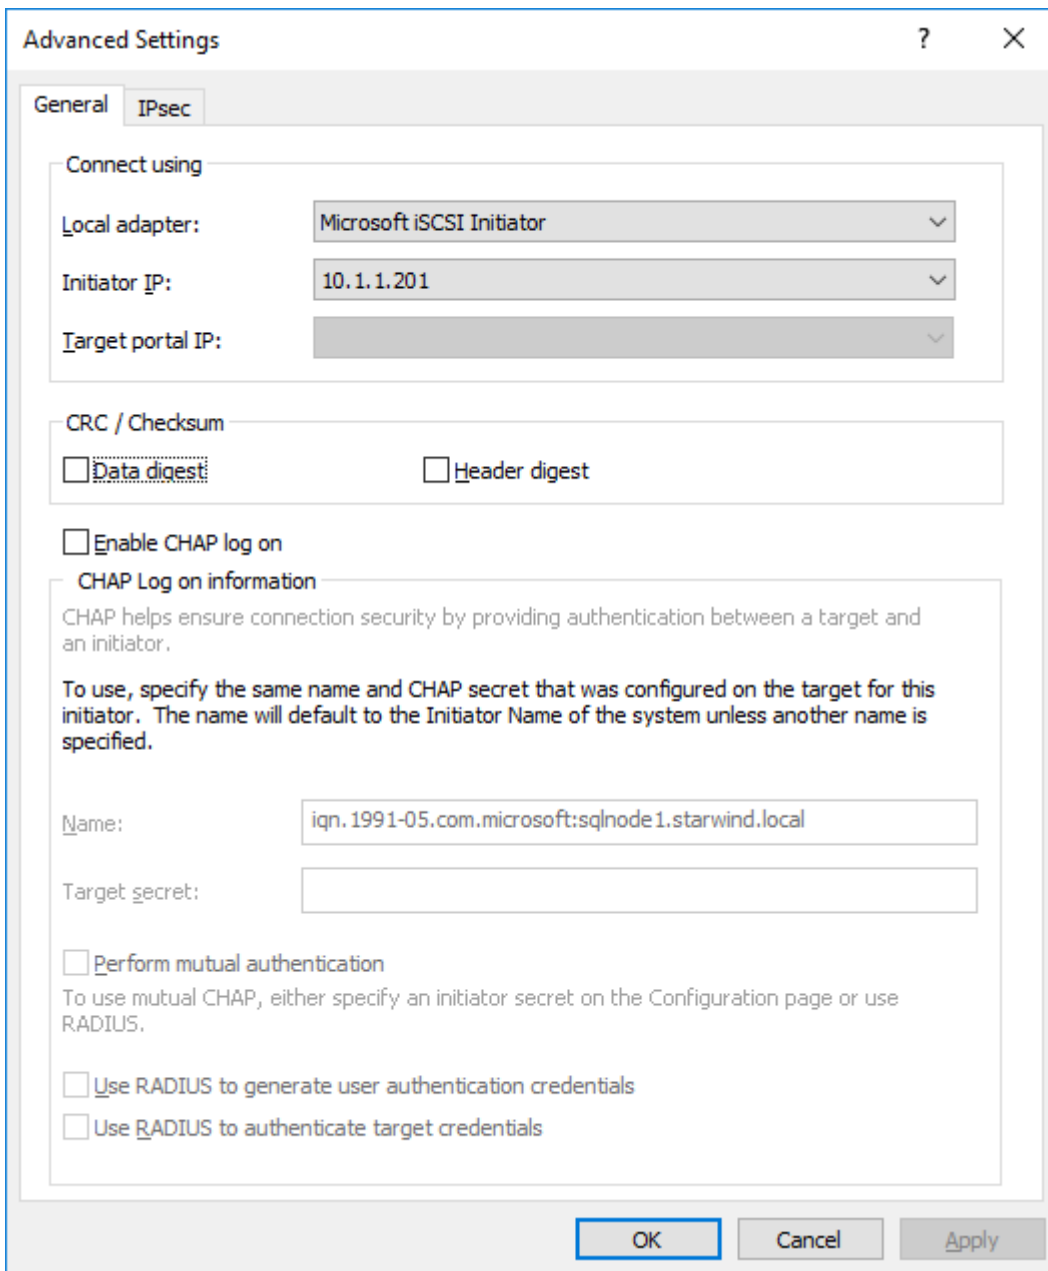 Advanced Settings
General IPsec
Connect using
Local adapter: Microsoft iSCSI Initiator
Initiator IP: 10.1.1.201
Target portal IP:
CRC / Checksum
Data digest Header digest
Enable CHAP log on
CHAP Log on information
CHAP helps ensure connection security by providing authentication between a target and
an initiator.
To use, specify the same name and CHAP secret that was configured on the target for this
initiator.  The name will default to the Initiator Name of the system unless another name is
specified.
Name: iqn.1991-05.com.microsoft:sqlnode1.starwind.local
Target secret:
Perform mutual authentication
To use mutual CHAP, either specify an initiator secret on the Configuration page or use
RADIUS.
Use RADIUS to generate user authentication credentials
Use RADIUS to authenticate target credentials
OK Cancel Apply